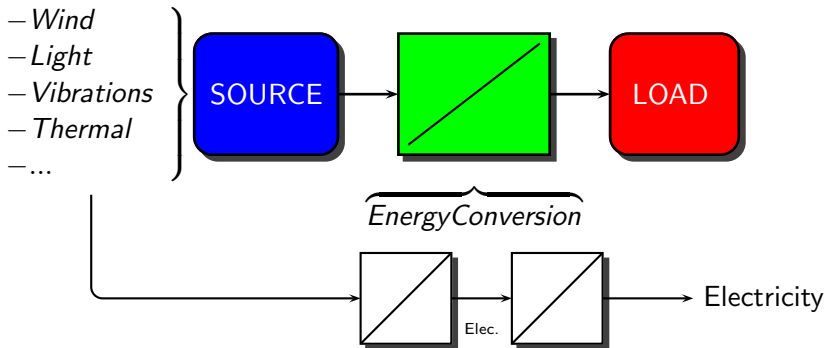 −Wind
−Light
−Vibrations
−Thermal
−...
SOURCE
LOAD
EnergyConversion
Elec.
Electricity